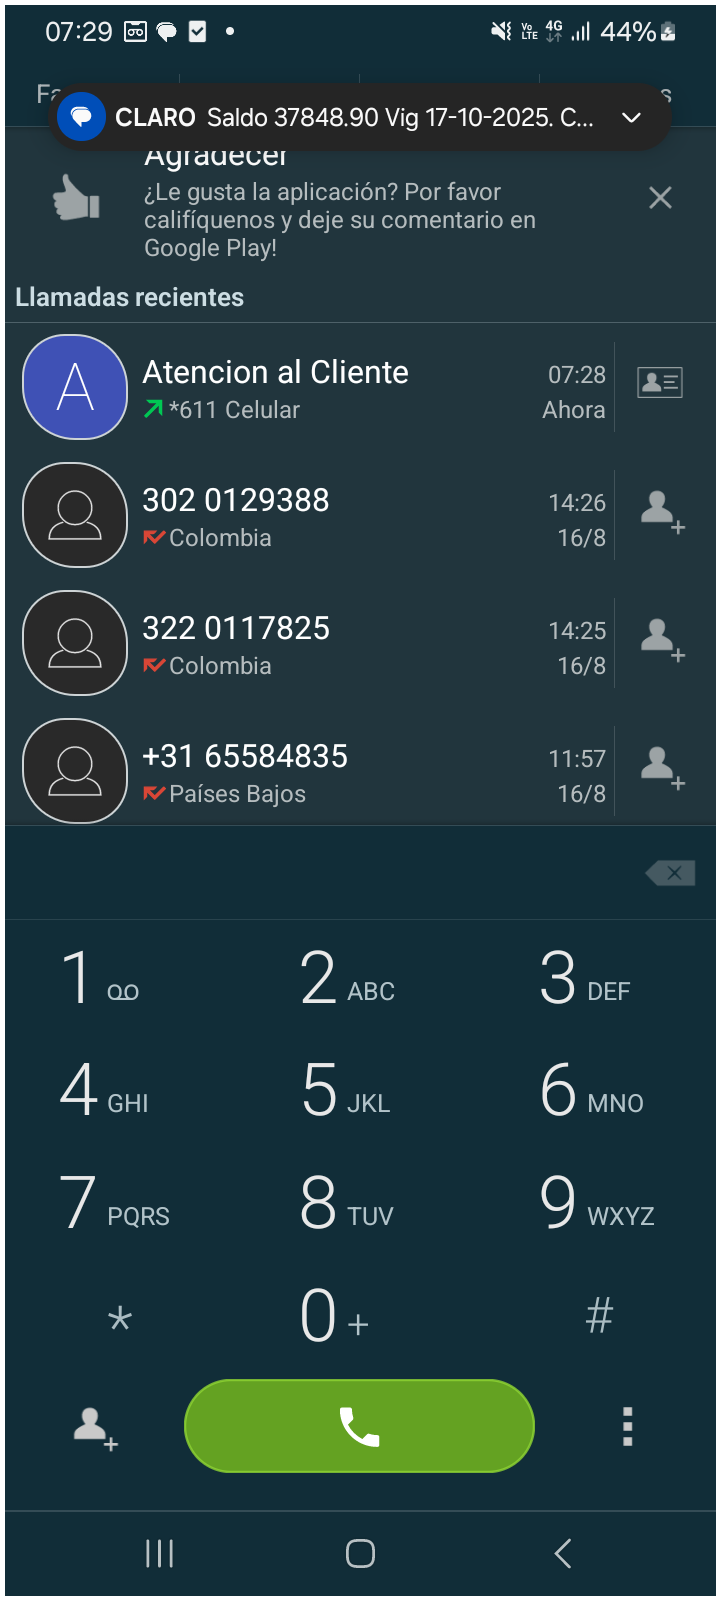 07:29 Vo LTE 4G 44%
CLARO Saldo 37848.90 Vig 17-10-2025. C...
Agradecer
¿Le gusta la aplicación? Por favor
califíquenos y deje su comentario en
Google Play!
Llamadas recientes
A Atencion al Cliente 07:28
*611 Celular Ahora
302 0129388 14:26
Colombia 16/8
322 0117825 14:25
Colombia 16/8
+31 65584835 11:57
Países Bajos 16/8
1 2 ABC 3 DEF
4 GHI 5 JKL 6 MNO
7 PQRS 8 TUV 9 WXYZ
* 0 + #